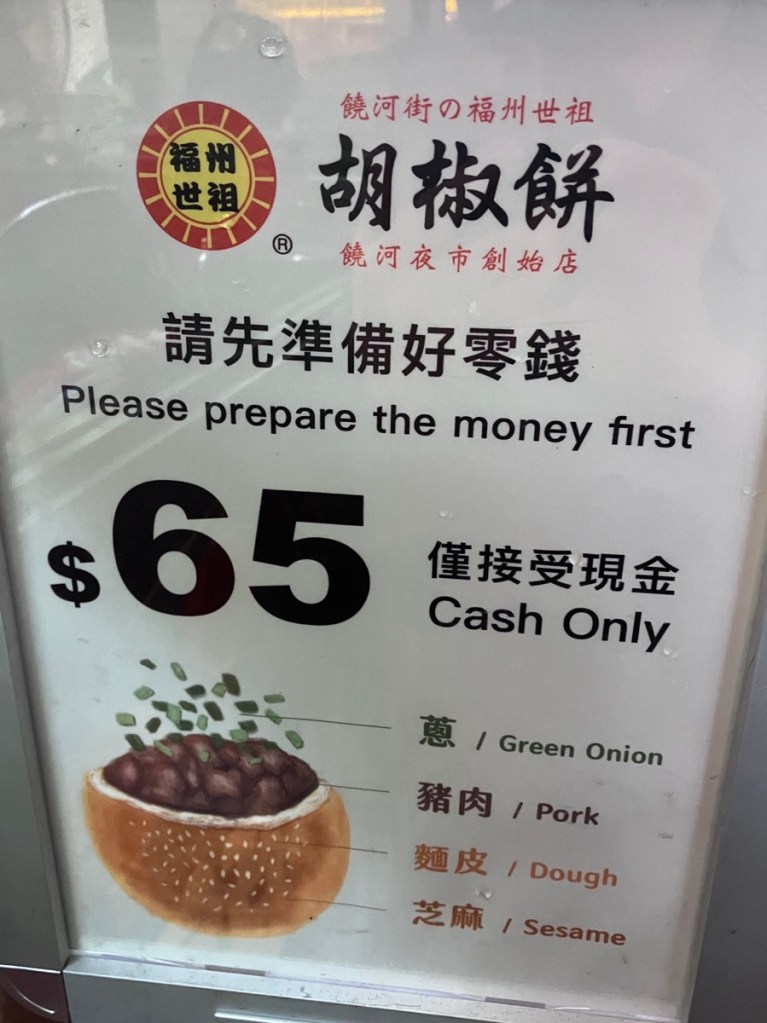 福州
世祖
®
饒河街の福州世祖
胡椒餅
饒河夜市創始店
請先準備好零錢
Please prepare the money first
$65
僅接受現金
Cash Only
蔥 / Green Onion
豬肉 / Pork
麵皮 / Dough
芝麻 / Sesame